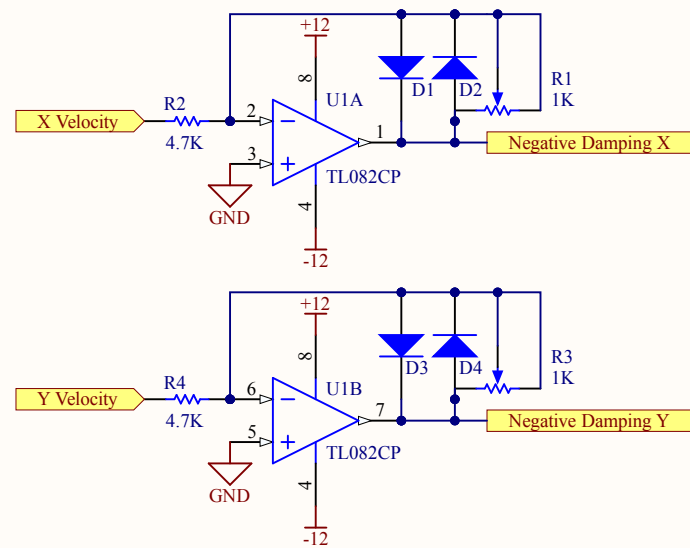 +12
8
U1A
D1
D2
R1
1K
X Velocity
R2
4.7K
2
3
1
Negative Damping X
TL082CP
GND
4
-12
+12
8
U1B
D3
D4
R3
1K
Y Velocity
R4
4.7K
6
5
7
Negative Damping Y
TL082CP
GND
4
-12